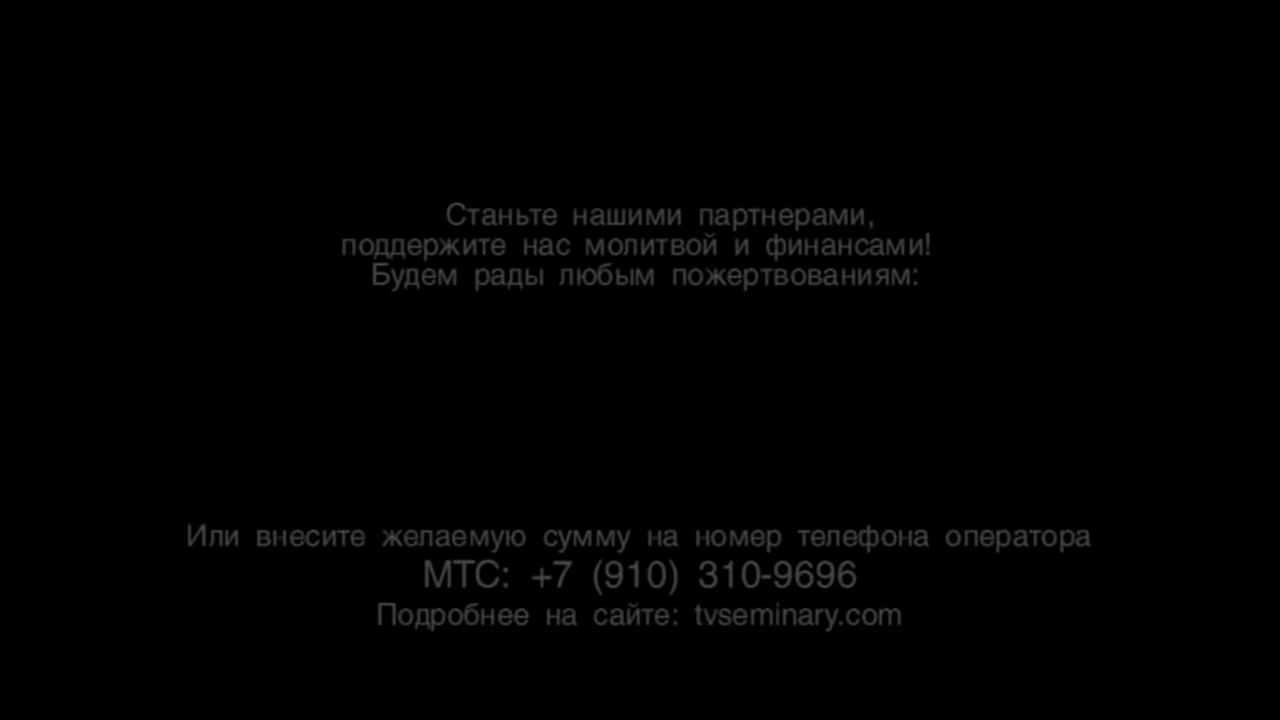 Станьте нашими партнерами,
поддержите нас молитвой и финансами!
Будем рады любым пожертвованиям:
Или внесите желаемую сумму на номер телефона оператора
МТС: +7 (910) 310-9696
Подробнее на сайте: tvseminary.com